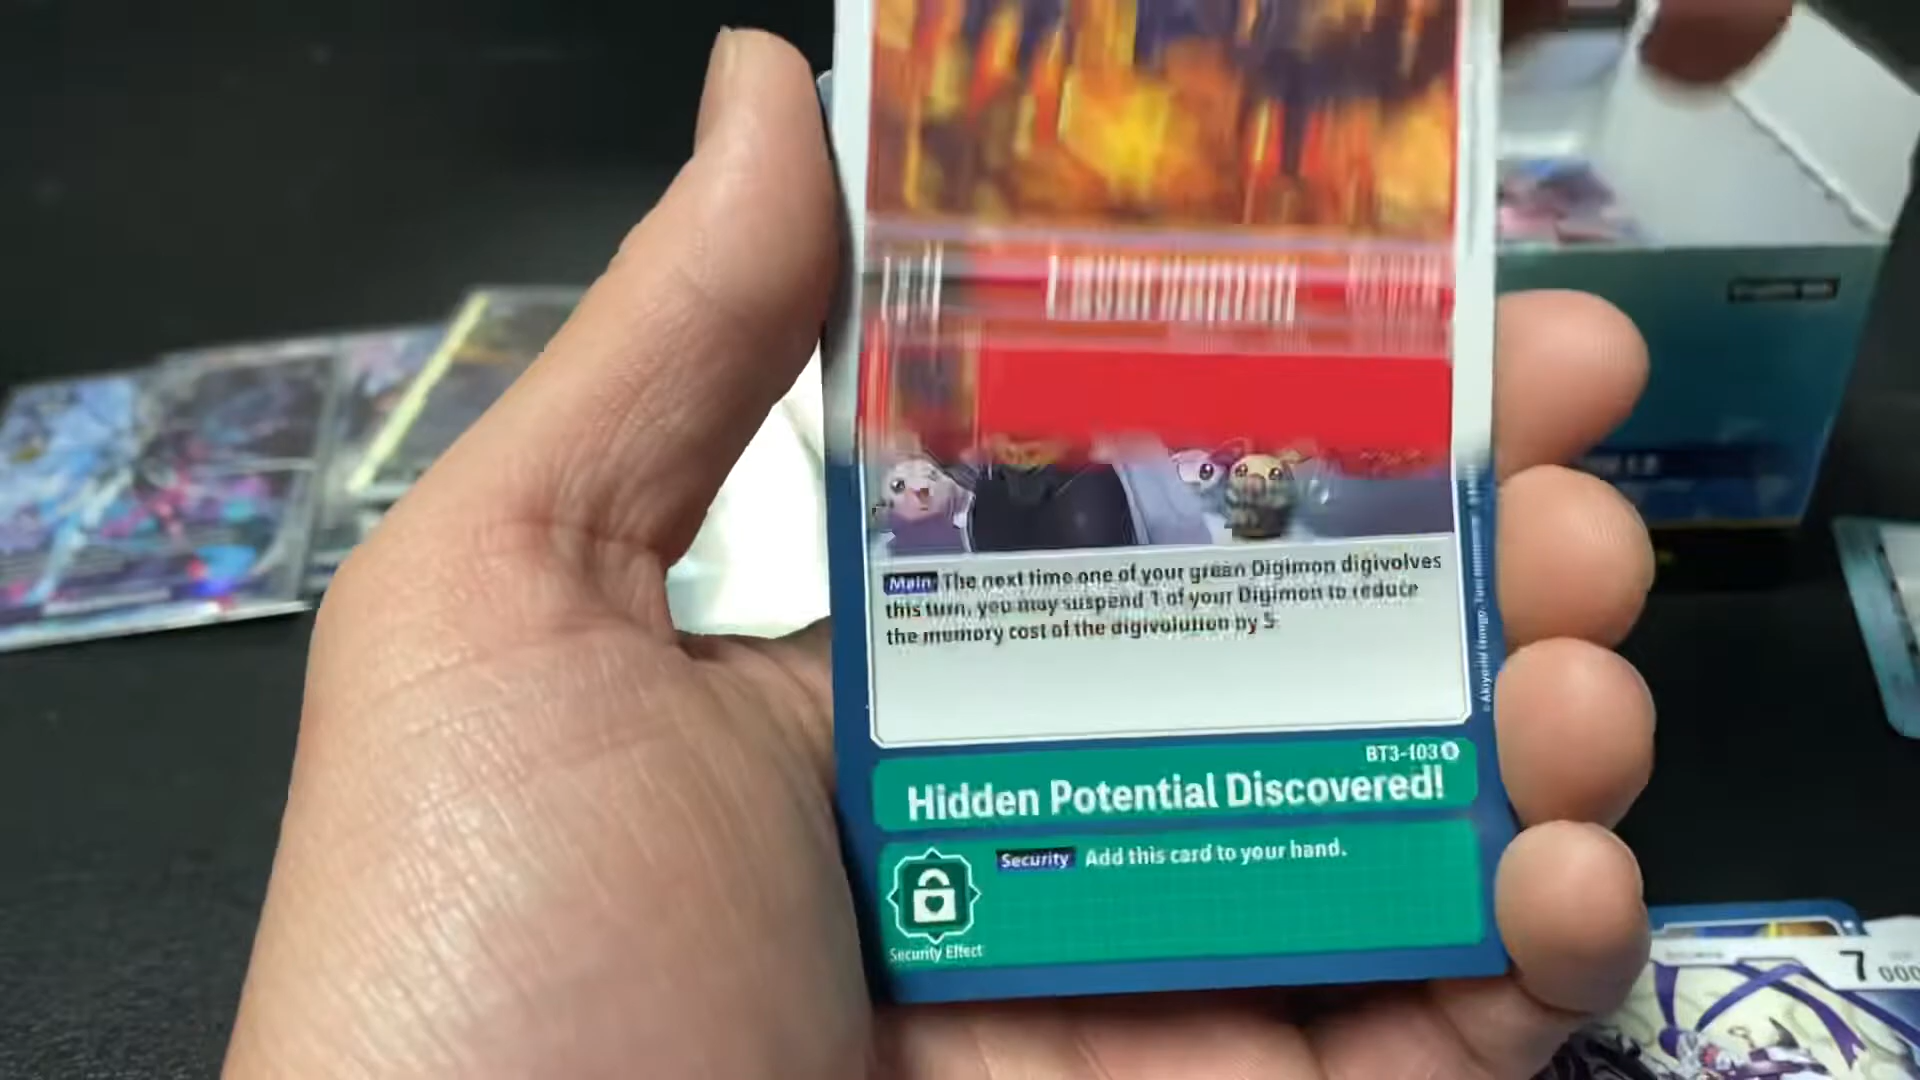 Main The next time one of your green Digimon digivolves
this turn, you may suspend 1 of your Digimon to reduce
the memory cost of the digivolution by 5
BT3-103
Hidden Potential Discovered!
Security Add this card to your hand.
Security Effect
7
000